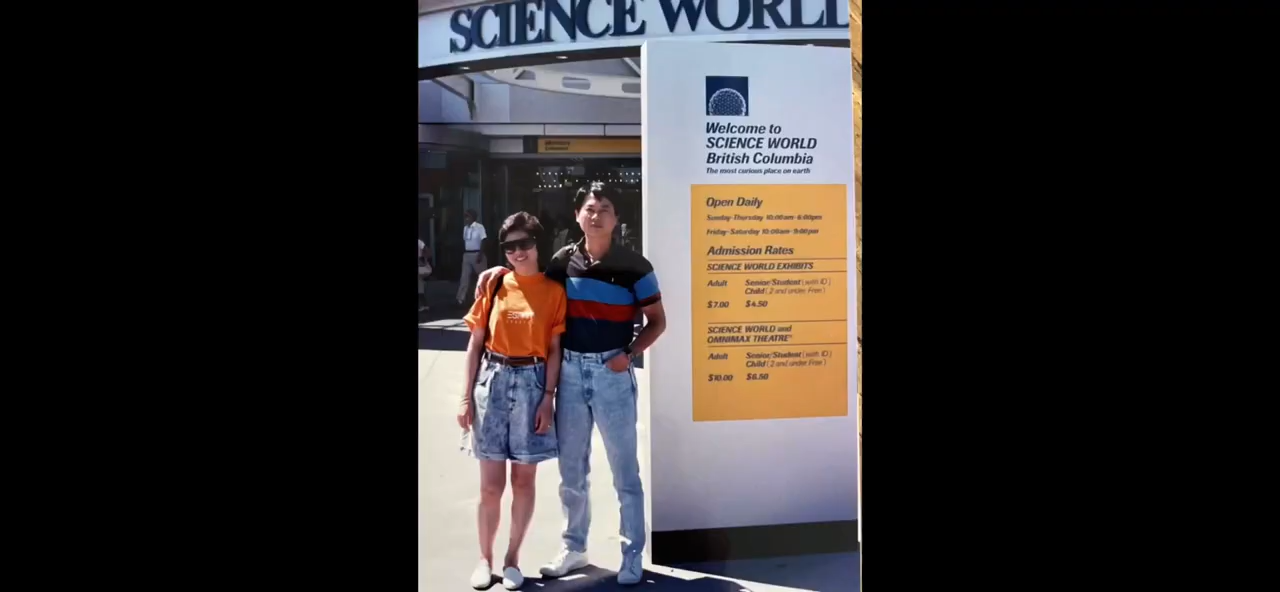 SCIENCE WORLD
Welcome to
SCIENCE WORLD
British Columbia
The most curious place on earth
Open Daily
Sunday-Thursday 10:00am-6:00pm
Friday-Saturday 10:00am-9:00pm
Admission Rates
SCIENCE WORLD EXHIBITS
Adult Senior/Student (with ID)
Child (2 and under Free)
$7.00 $4.50
SCIENCE WORLD and
OMNIMAX THEATRE
Adult Senior/Student (with ID)
Child (2 and under Free)
$10.00 $6.50
ESPRIT